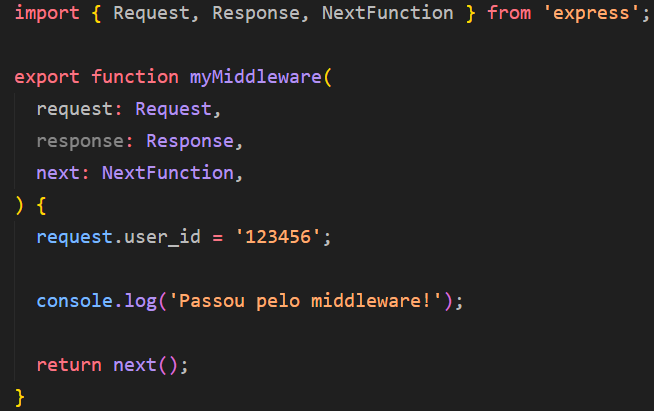 import { Request, Response, NextFunction } from 'express';
export function myMiddleware(
request: Request,
response: Response,
next: NextFunction,
) {
request.user_id = '123456';
console.log('Passou pelo middleware!');
return next();
}